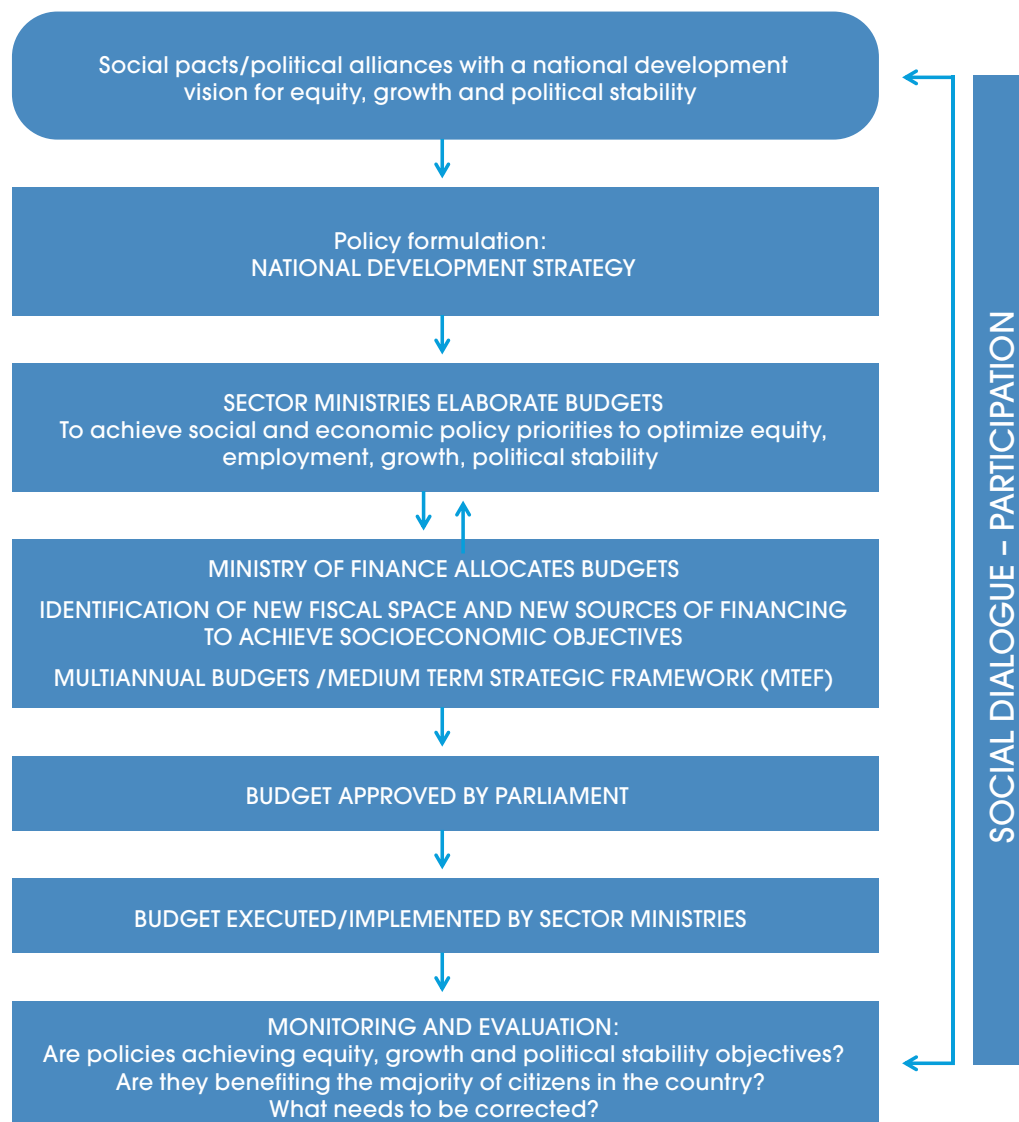 Social pacts/political alliances with a national development
vision for equity, growth and political stability
Policy formulation:
NATIONAL DEVELOPMENT STRATEGY
SECTOR MINISTRIES ELABORATE BUDGETS
To achieve social and economic policy priorities to optimize equity,
employment, growth, political stability
MINISTRY OF FINANCE ALLOCATES BUDGETS
IDENTIFICATION OF NEW FISCAL SPACE AND NEW SOURCES OF FINANCING
TO ACHIEVE SOCIOECONOMIC OBJECTIVES
MULTIANNUAL BUDGETS /MEDIUM TERM STRATEGIC FRAMEWORK (MTEF)
BUDGET APPROVED BY PARLIAMENT
BUDGET EXECUTED/IMPLEMENTED BY SECTOR MINISTRIES
MONITORING AND EVALUATION:
Are policies achieving equity, growth and political stability objectives?
Are they benefiting the majority of citizens in the country?
What needs to be corrected?
SOCIAL DIALOGUE – PARTICIPATION